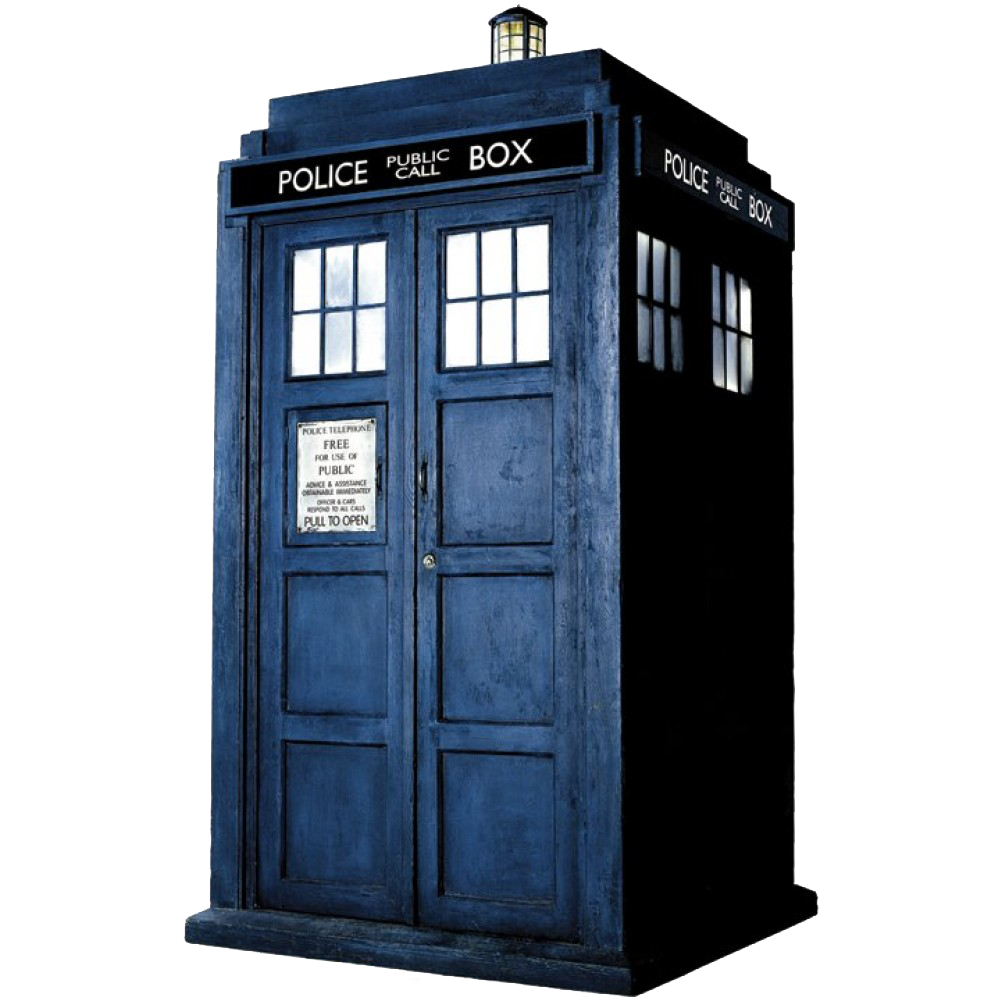 POLICE PUBLIC CALL BOX
POLICE PUBLIC CALL BOX
POLICE TELEPHONE
FREE
FOR USE OF
PUBLIC
ADVICE & ASSISTANCE
OBTAINABLE IMMEDIATELY
OFFICER & CARS
RESPOND TO ALL CALLS
PULL TO OPEN